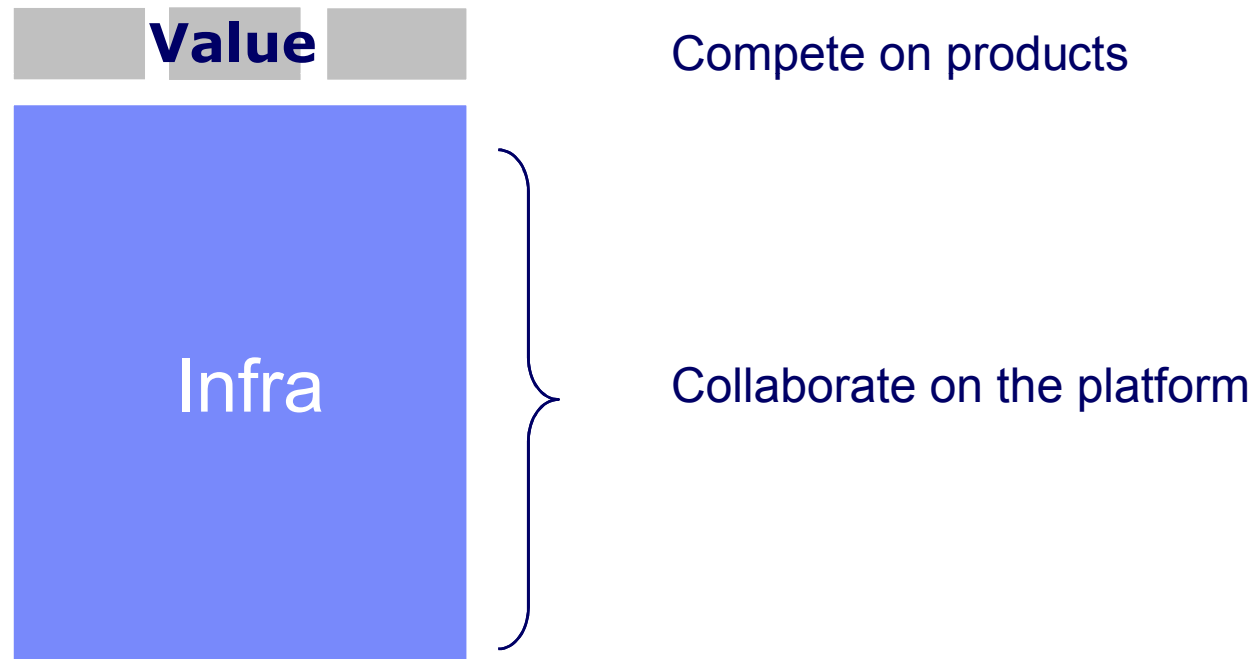 Value
Compete on products
Infra
Collaborate on the platform